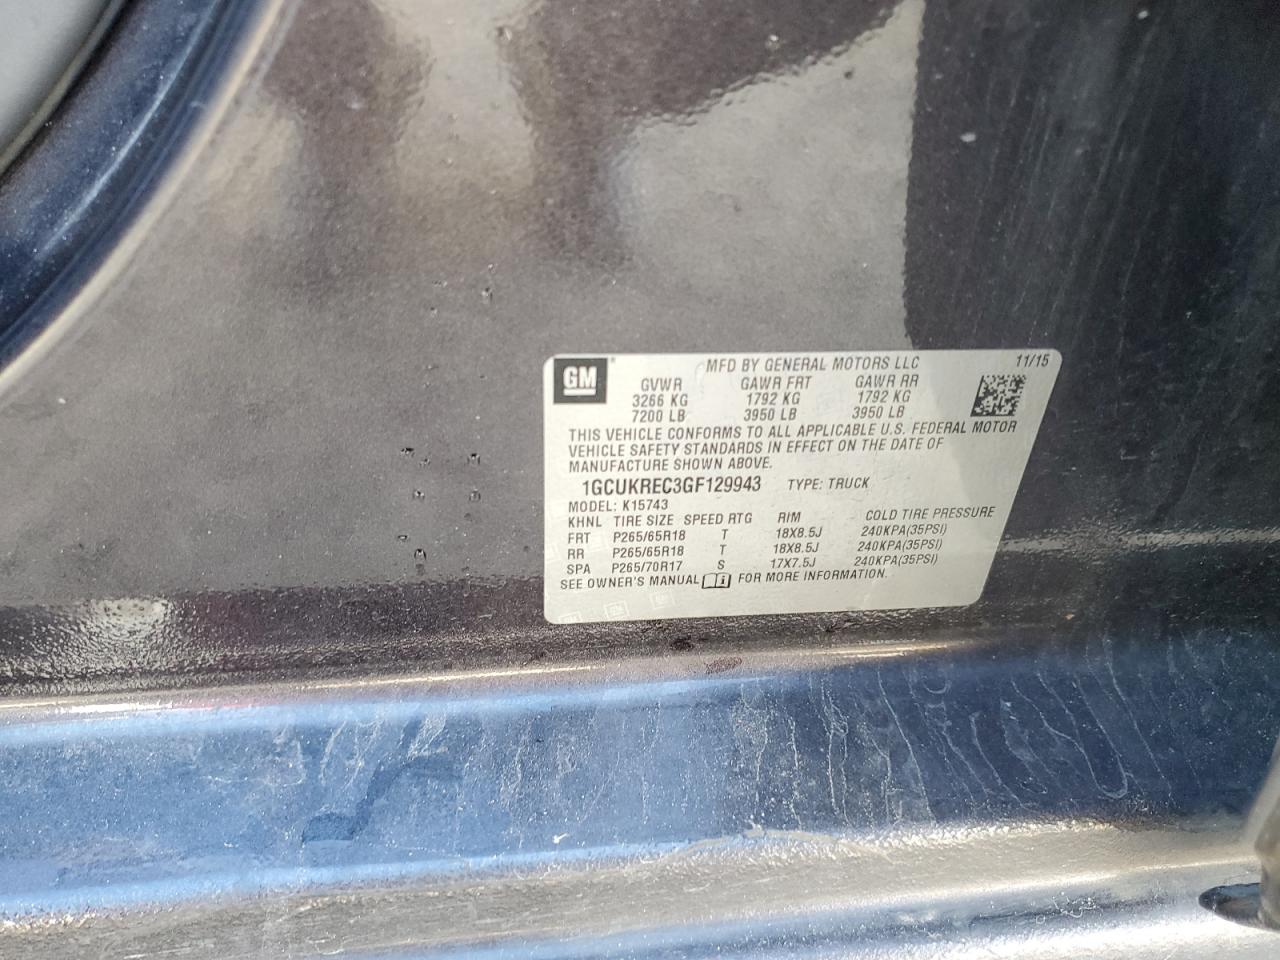 GM MFD BY GENERAL MOTORS LLC 11/15
GVWR GAWR FRT GAWR RR
3266 KG 1792 KG 1792 KG
7200 LB 3950 LB 3950 LB
THIS VEHICLE CONFORMS TO ALL APPLICABLE U.S. FEDERAL MOTOR
VEHICLE SAFETY STANDARDS IN EFFECT ON THE DATE OF
MANUFACTURE SHOWN ABOVE.
1GCUKREC3GF129943 TYPE: TRUCK
MODEL: K15743
KHNL TIRE SIZE SPEED RTG RIM COLD TIRE PRESSURE
FRT P265/65R18 T 18X8.5J 240KPA(35PSI)
RR P265/65R18 T 18X8.5J 240KPA(35PSI)
SPA P265/70R17 S 17X7.5J 240KPA(35PSI)
SEE OWNER'S MANUAL FOR MORE INFORMATION.